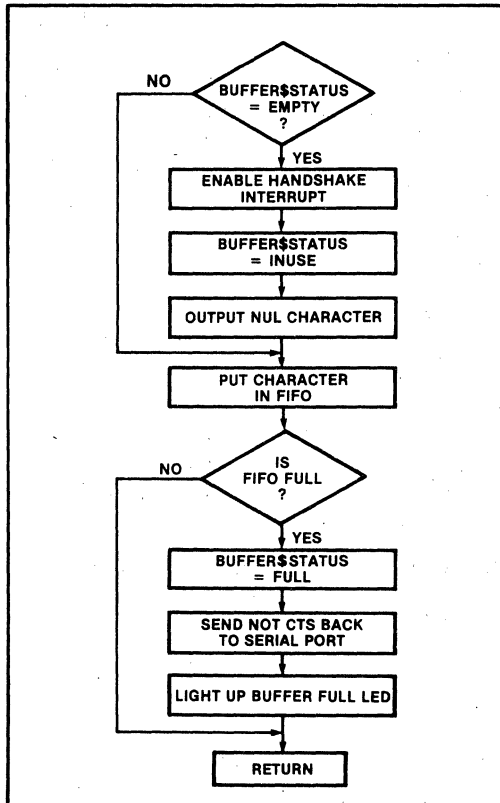 BUFFER$STATUS
= EMPTY
?
NO
YES
ENABLE HANDSHAKE
INTERRUPT
BUFFER$STATUS
= INUSE
OUTPUT NUL CHARACTER
PUT CHARACTER
IN FIFO
IS
FIFO FULL
?
NO
YES
BUFFER$STATUS
= FULL
SEND NOT CTS BACK
TO SERIAL PORT
LIGHT UP BUFFER FULL LED
RETURN